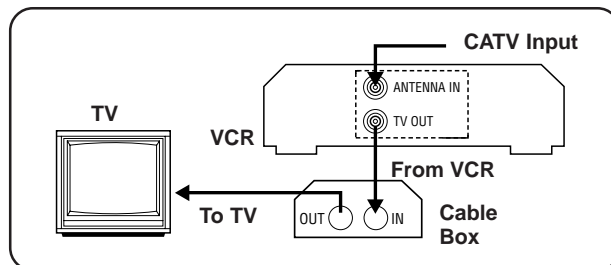 CATV Input
ANTENNA IN
TV
TV OUT
VCR
From VCR
To TV
OUT
IN
Cable
Box